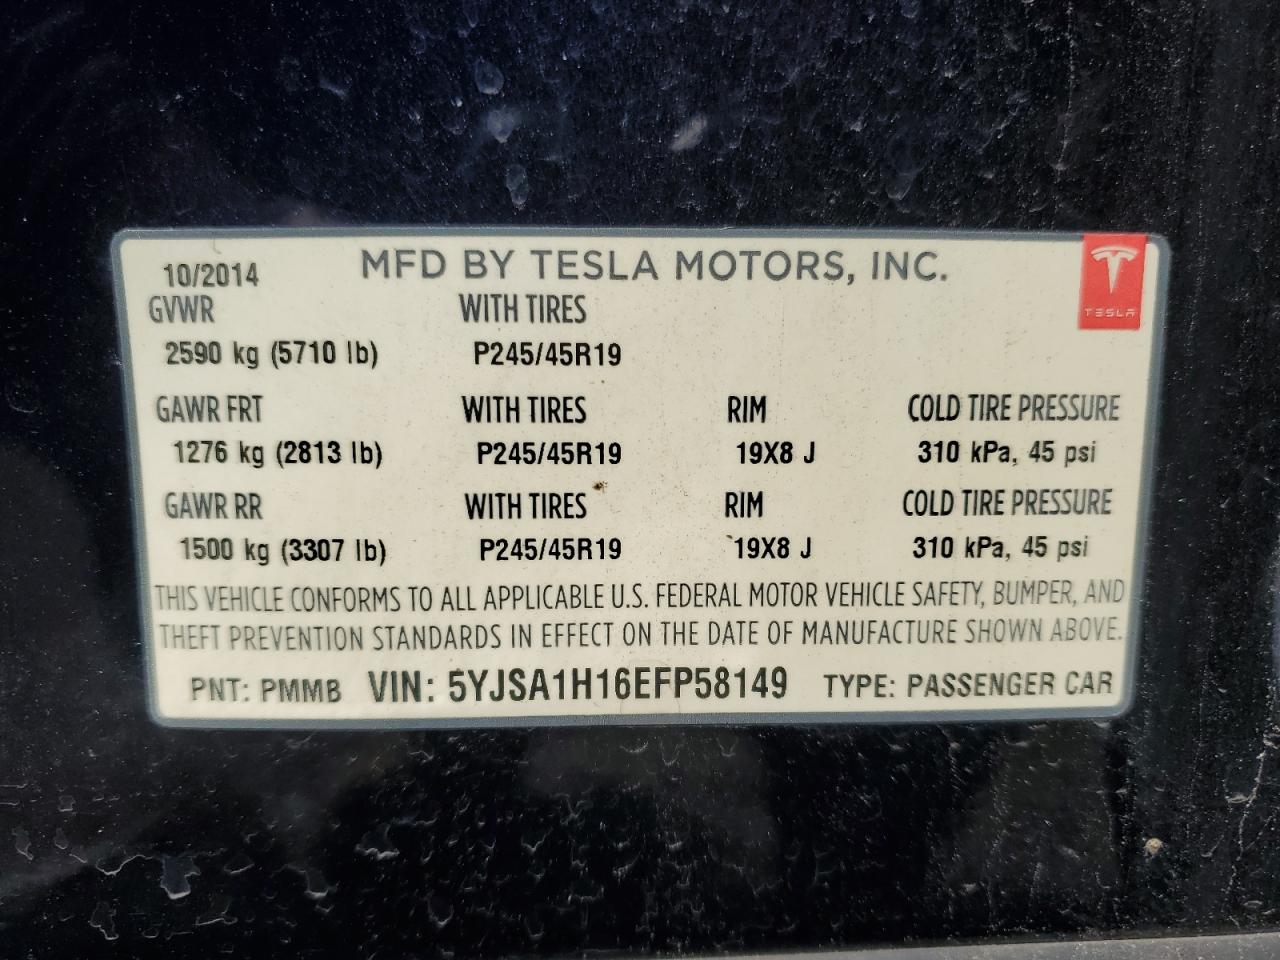 10/2014 MFD BY TESLA MOTORS, INC.
TESLA
GVWR WITH TIRES
2590 kg (5710 lb) P245/45R19
GAWR FRT WITH TIRES RIM COLD TIRE PRESSURE
1276 kg (2813 lb) P245/45R19 19X8 J 310 kPa, 45 psi
GAWR RR WITH TIRES RIM COLD TIRE PRESSURE
1500 kg (3307 lb) P245/45R19 19X8 J 310 kPa, 45 psi
THIS VEHICLE CONFORMS TO ALL APPLICABLE U.S. FEDERAL MOTOR VEHICLE SAFETY, BUMPER, AND
THEFT PREVENTION STANDARDS IN EFFECT ON THE DATE OF MANUFACTURE SHOWN ABOVE.
PNT: PMMB VIN: 5YJSA1H16EFP58149 TYPE: PASSENGER CAR